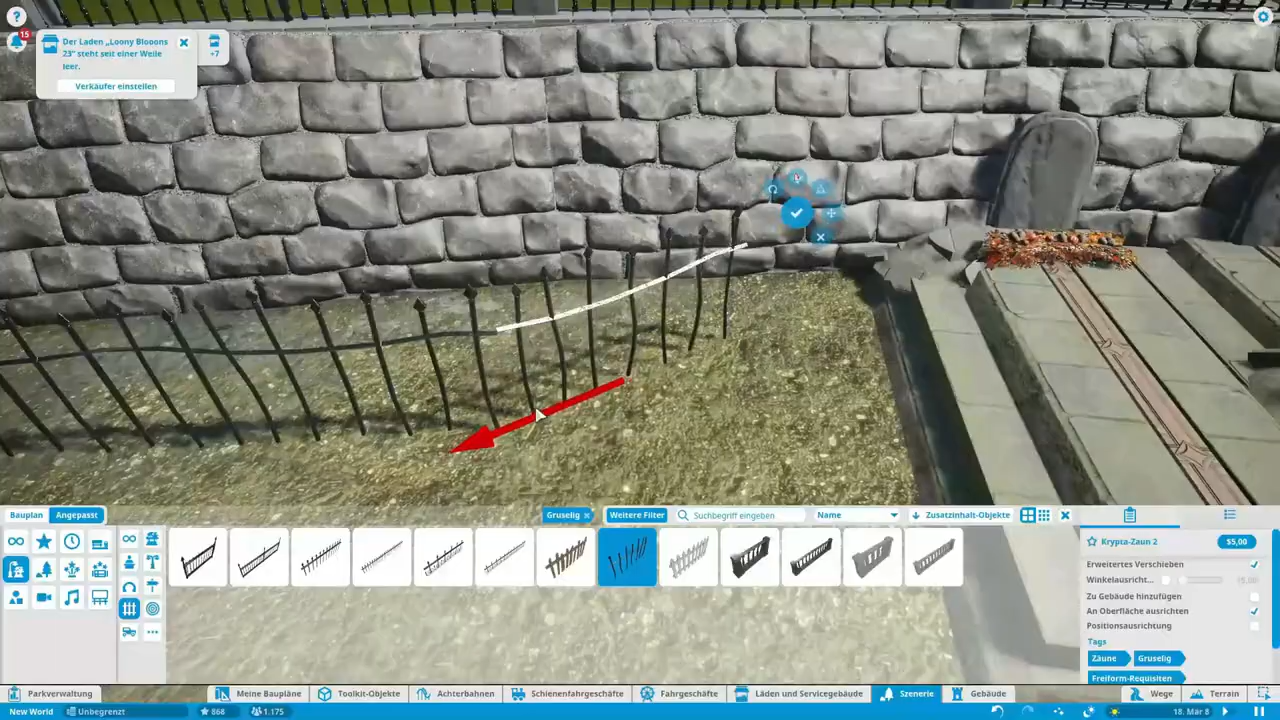 ?
15
Der Laden „Loony Blooons
23" steht seit einer Weile
leer.
+7
Verkäufer einstellen
Bauplan
Angepasst
Gruselig
Weitere Filter
Suchbegriff eingeben
Name
Zusatzinhalt-Objekte
Krypta-Zaun 2
$5,00
Erweitertes Verschieben
Winkelausricht...
Zu Gebäude hinzufügen
An Oberfläche ausrichten
Positionsausrichtung
Tags
Zäune
Gruselig
Freiform-Requisiten
Parkverwaltung
Meine Baupläne
Toolkit-Objekte
Achterbahnen
Schienenfahrgeschäfte
Fahrgeschäfte
Läden und Servicegebäude
Szenerie
Gebäude
Wege
Terrain
New World
Unbegrenzt
868
1.175
18. Mär 8